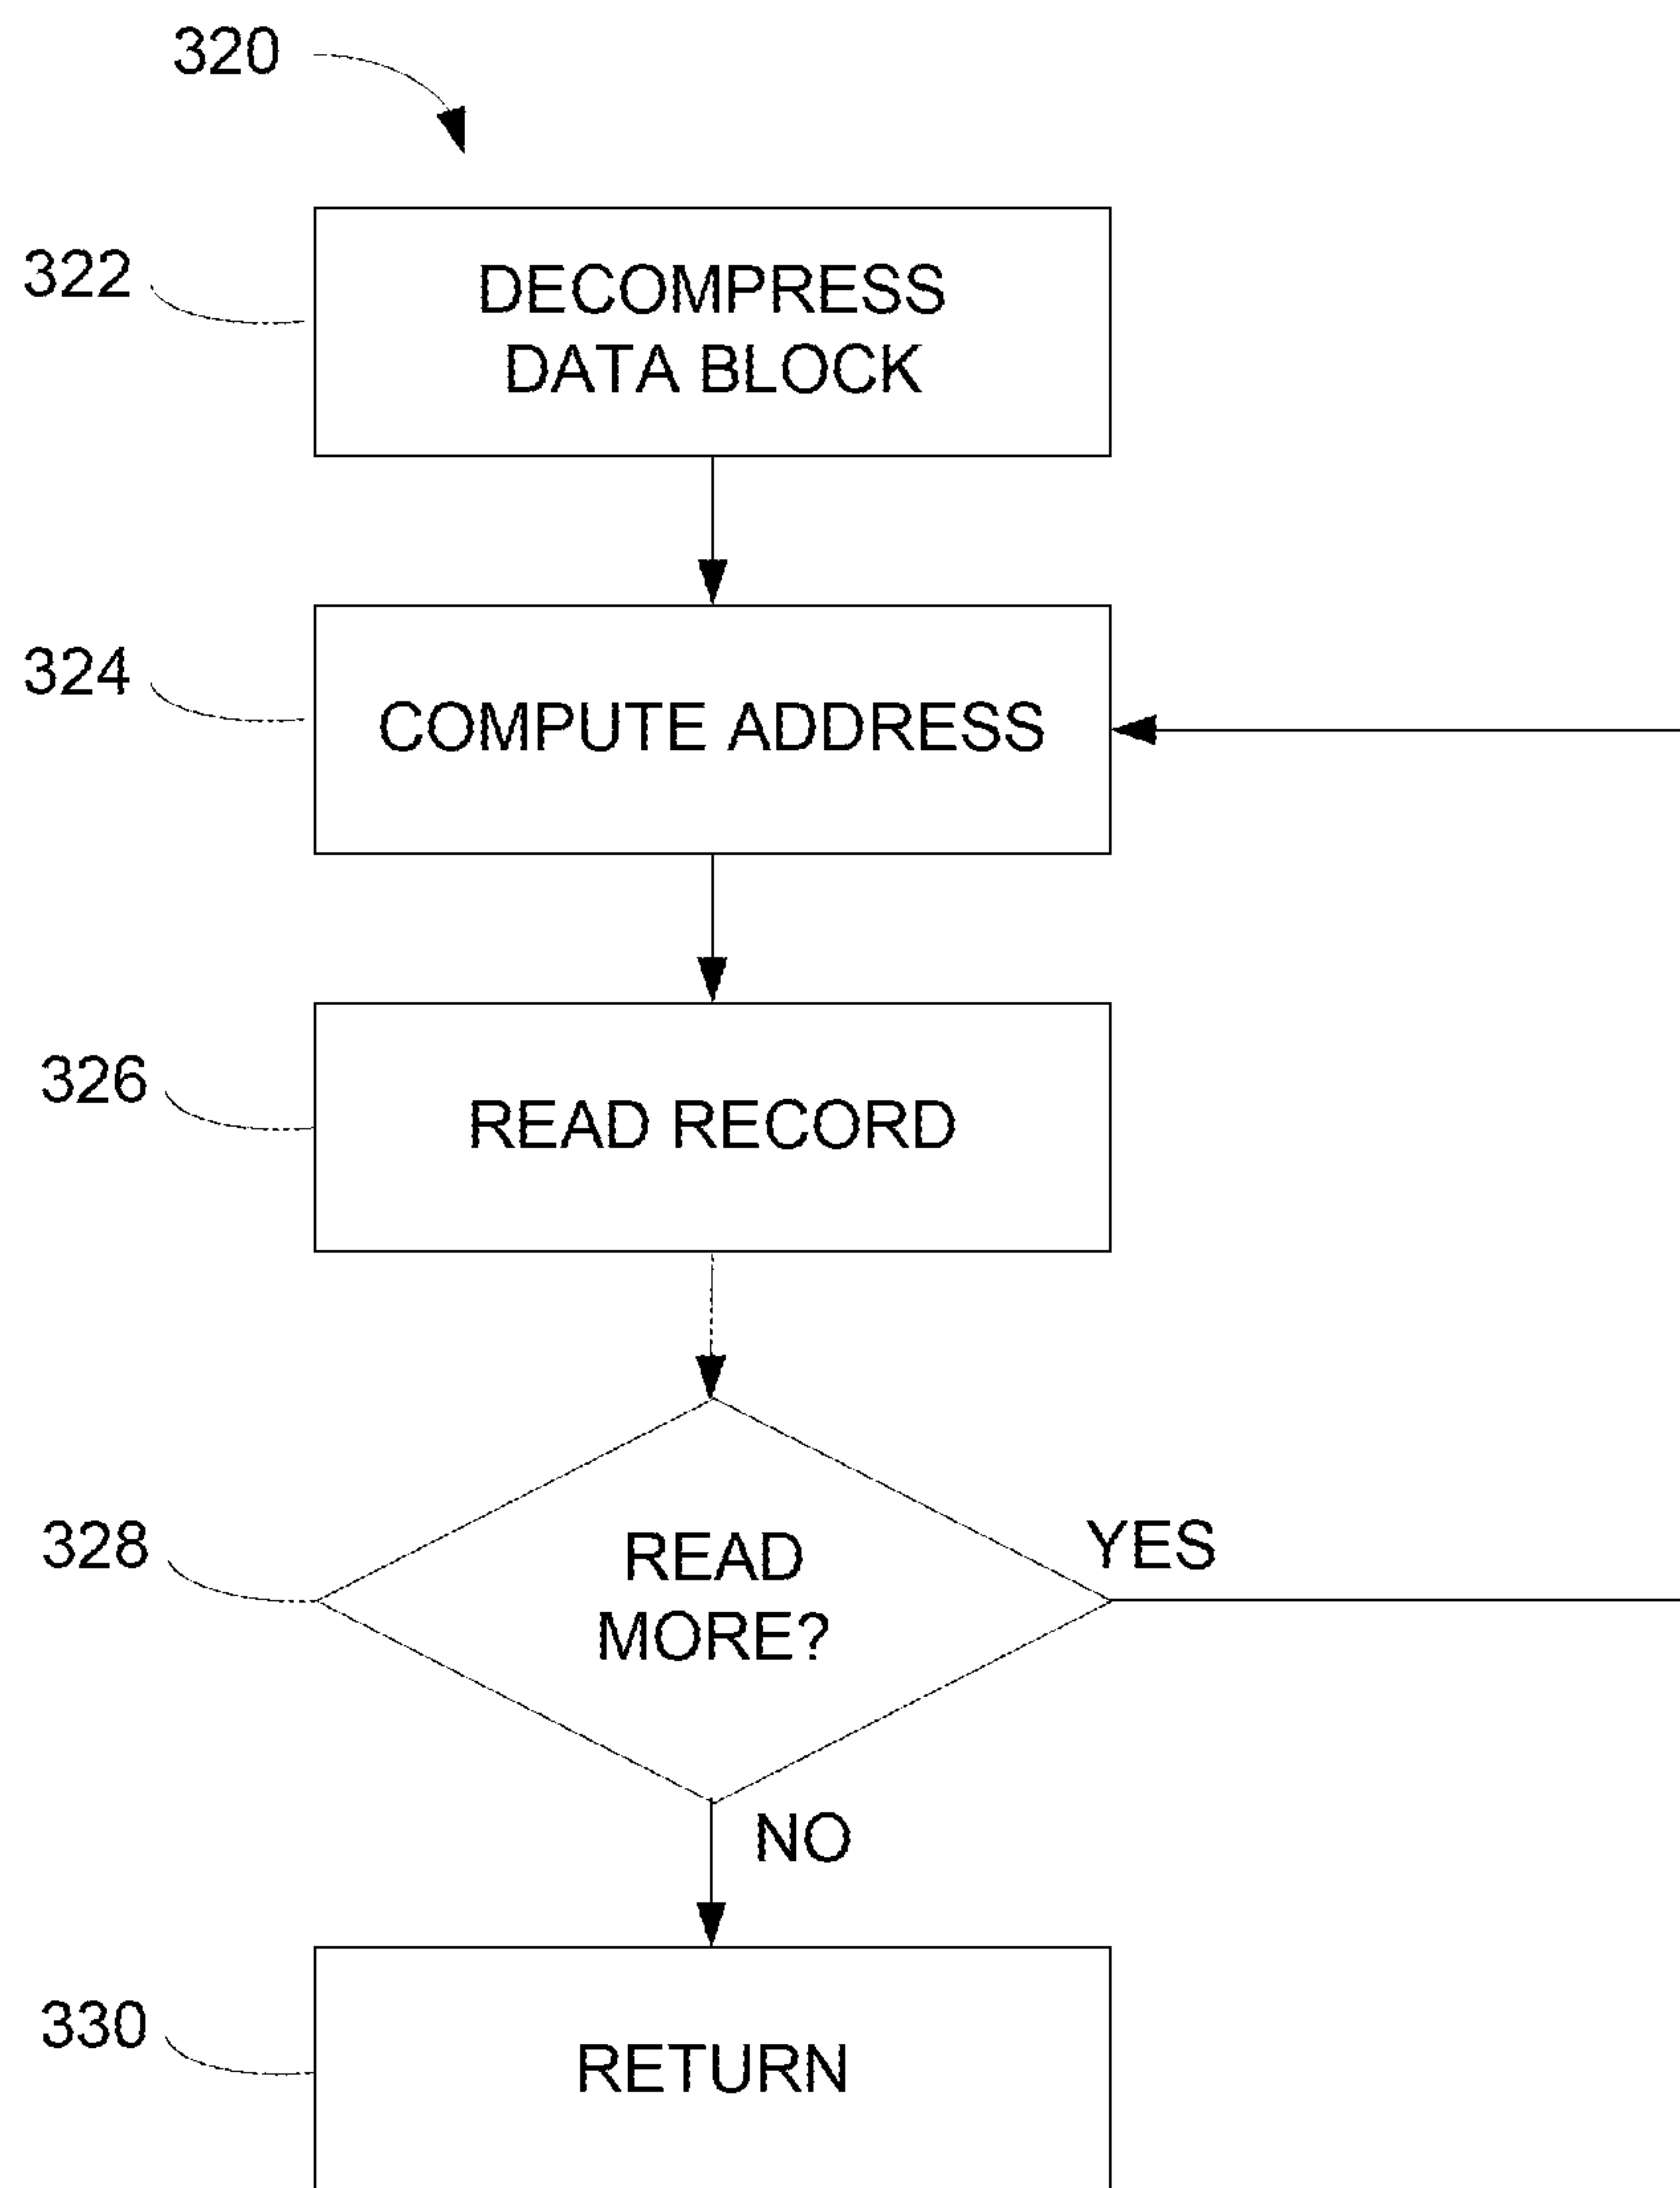 320
322
DECOMPRESS
DATA BLOCK
324
COMPUTE ADDRESS
326
READ RECORD
328
READ
MORE?
YES
NO
330
RETURN